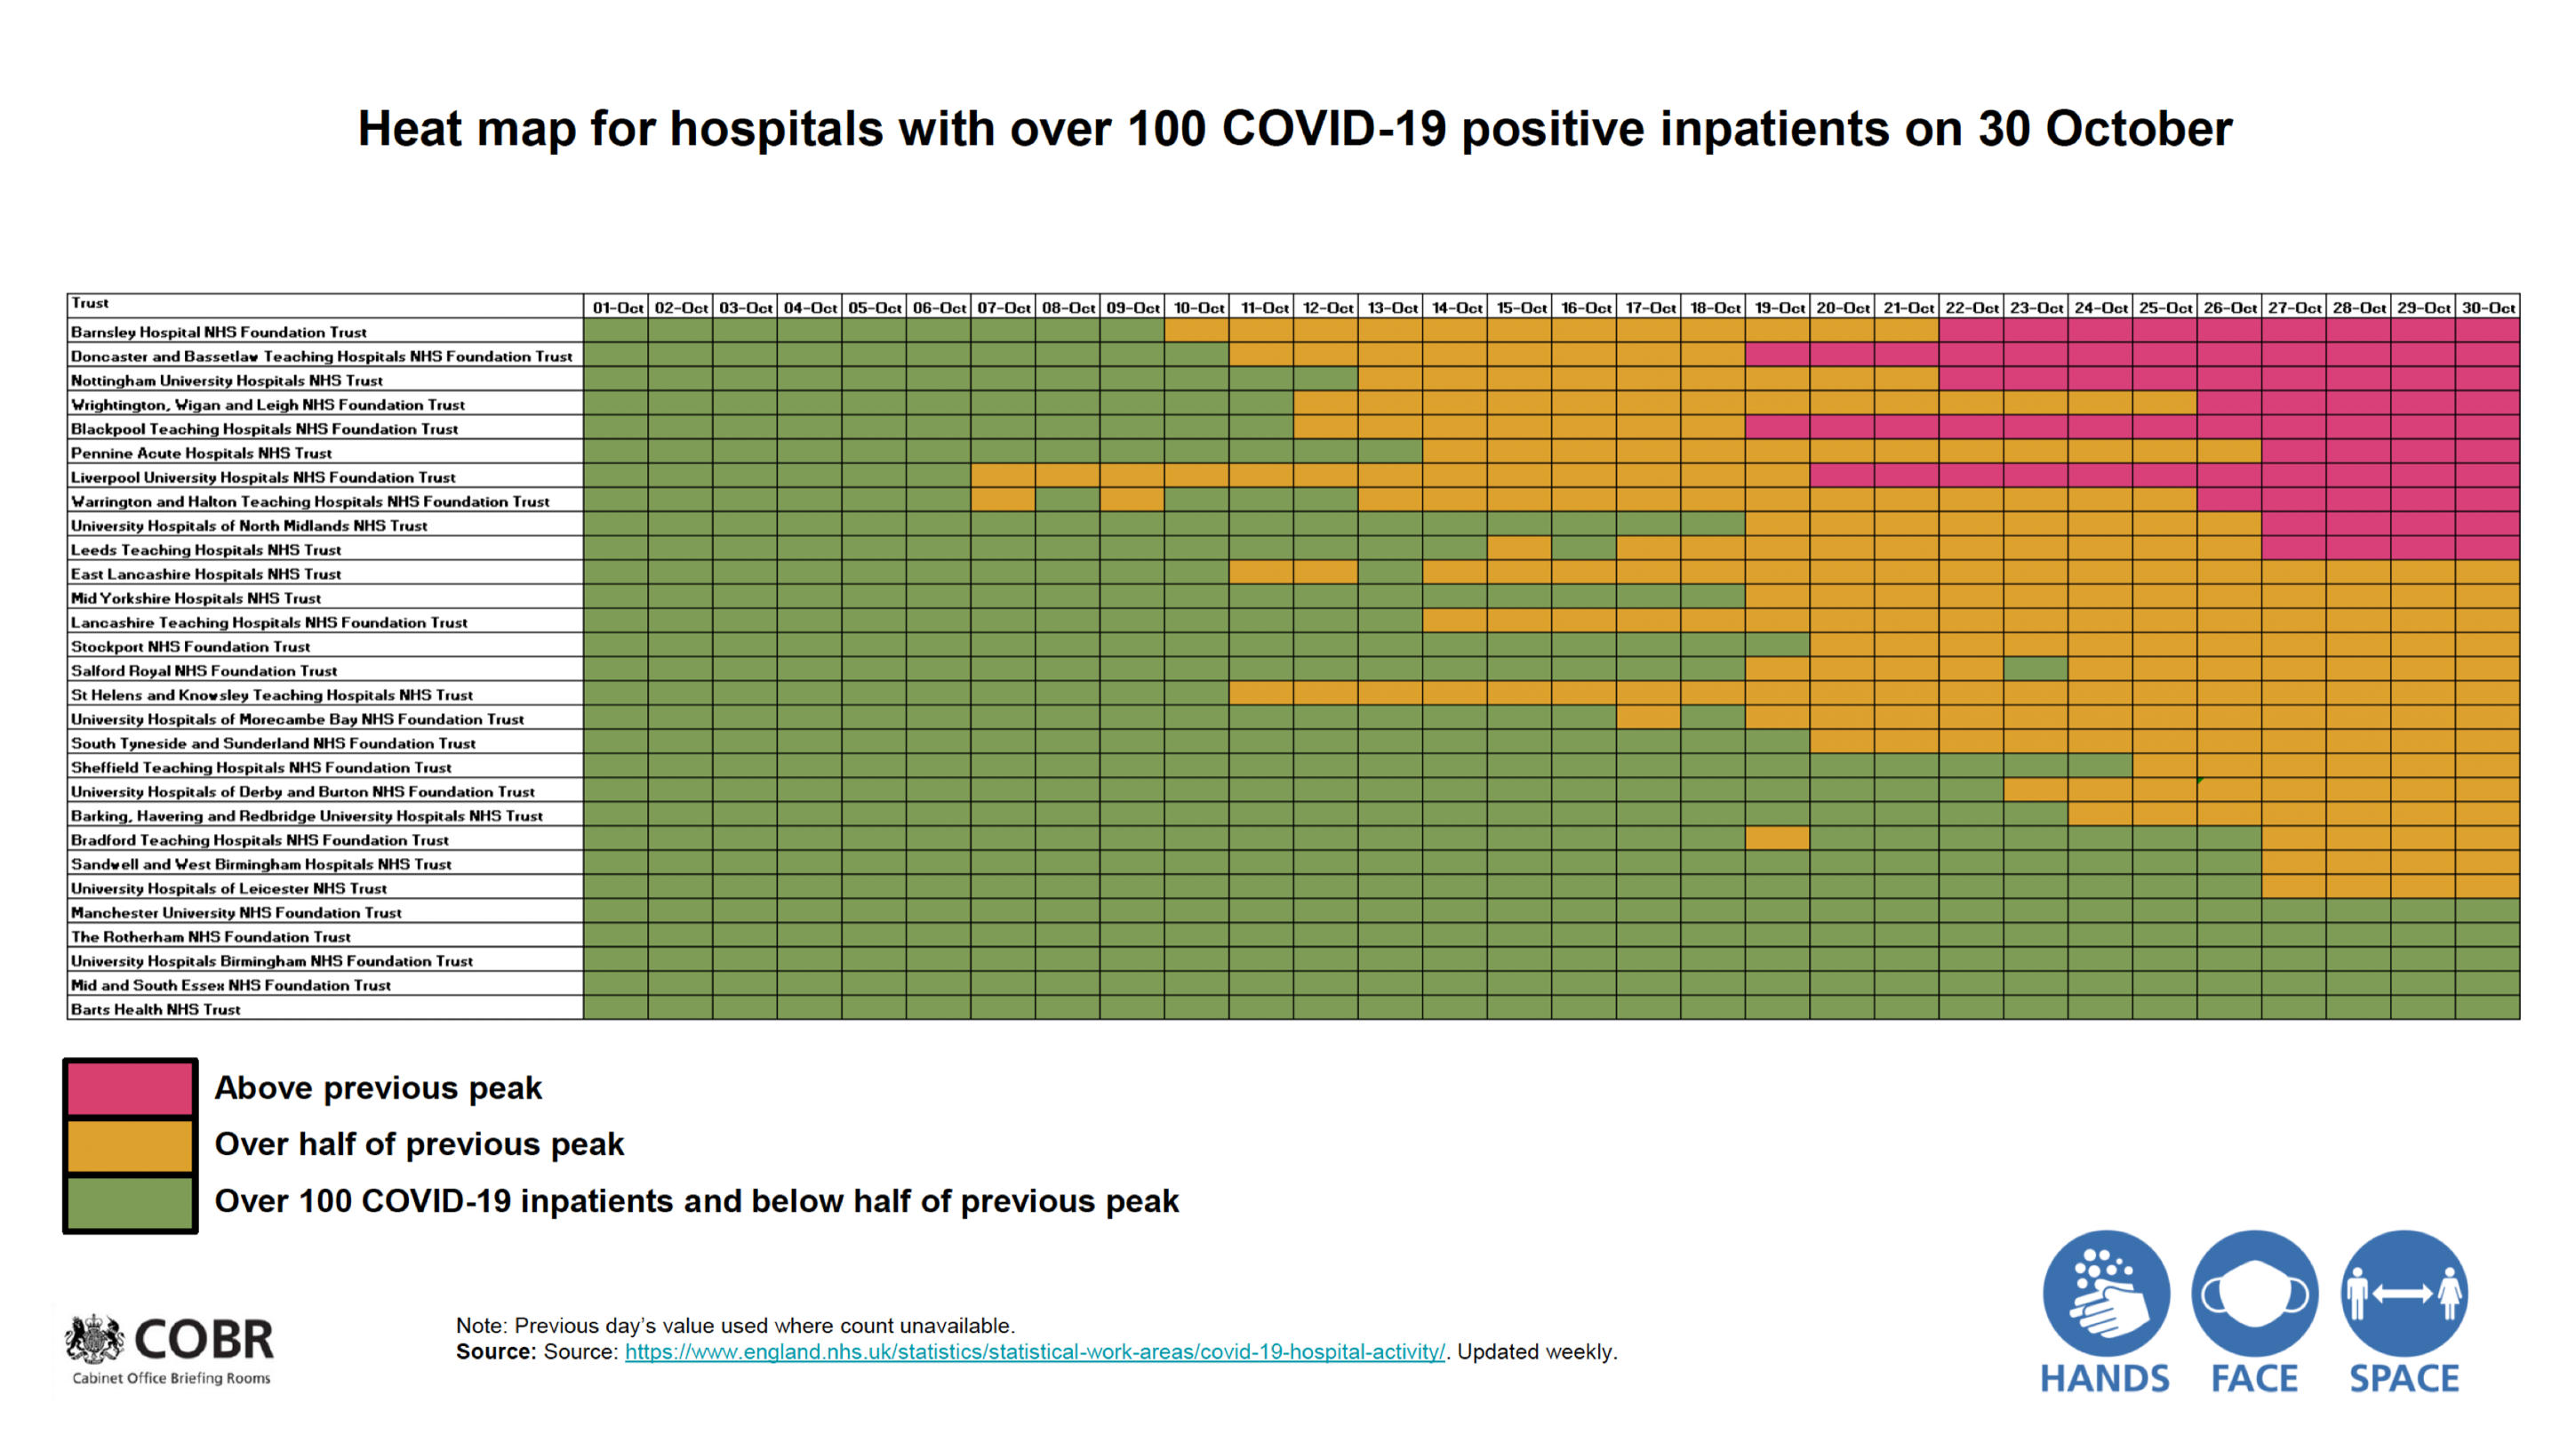 Heat map for hospitals with over 100 COVID-19 positive inpatients on 30 October
Trust 01-Oct 02-Oct 03-Oct 04-Oct 05-Oct 06-Oct 07-Oct 08-Oct 09-Oct 10-Oct 11-Oct 12-Oct 13-Oct 14-Oct 15-Oct 16-Oct 17-Oct 18-Oct 19-Oct 20-Oct 21-Oct 22-Oct 23-Oct 24-Oct 25-Oct 26-Oct 27-Oct 28-Oct 29-Oct 30-Oct
Barnsley Hospital NHS Foundation Trust
Doncaster and Bassetlaw Teaching Hospitals NHS Foundation Trust
Nottingham University Hospitals NHS Trust
Wrightington, Wigan and Leigh NHS Foundation Trust
Blackpool Teaching Hospitals NHS Foundation Trust
Pennine Acute Hospitals NHS Trust
Liverpool University Hospitals NHS Foundation Trust
Warrington and Halton Teaching Hospitals NHS Foundation Trust
University Hospitals of North Midlands NHS Trust
Leeds Teaching Hospitals NHS Trust
East Lancashire Hospitals NHS Trust
Mid Yorkshire Hospitals NHS Trust
Lancashire Teaching Hospitals NHS Foundation Trust
Stockport NHS Foundation Trust
Salford Royal NHS Foundation Trust
St Helens and Knowsley Teaching Hospitals NHS Trust
University Hospitals of Morecambe Bay NHS Foundation Trust
South Tyneside and Sunderland NHS Foundation Trust
Sheffield Teaching Hospitals NHS Foundation Trust
University Hospitals of Derby and Burton NHS Foundation Trust
Barking, Havering and Redbridge University Hospitals NHS Trust
Bradford Teaching Hospitals NHS Foundation Trust
Sandwell and West Birmingham Hospitals NHS Trust
University Hospitals of Leicester NHS Trust
Manchester University NHS Foundation Trust
The Rotherham NHS Foundation Trust
University Hospitals Birmingham NHS Foundation Trust
Mid and South Essex NHS Foundation Trust
Barts Health NHS Trust
Above previous peak
Over half of previous peak
Over 100 COVID-19 inpatients and below half of previous peak
COBR
Cabinet Office Briefing Rooms
Note: Previous day’s value used where count unavailable.
Source: Source: https://www.england.nhs.uk/statistics/statistical-work-areas/covid-19-hospital-activity/. Updated weekly.
HANDS FACE SPACE